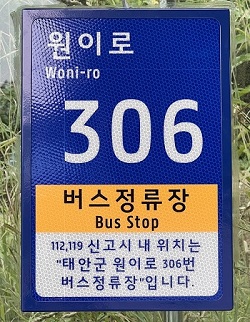 원이로
Woni-ro
306
버스정류장
Bus Stop
112,119 신고시 내 위치는
"태안군 원이로 306번
버스정류장"입니다.